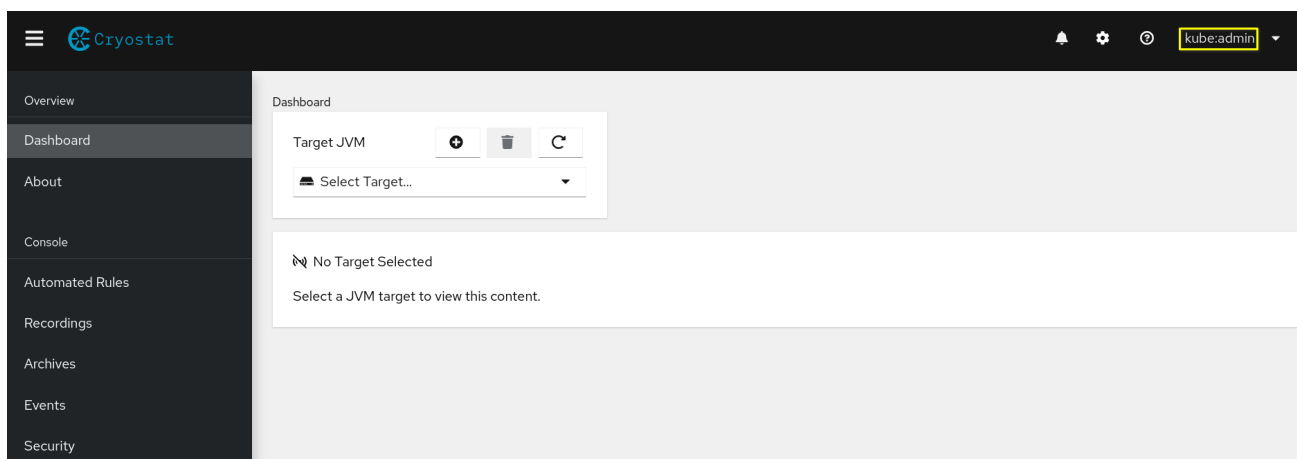 Cryostat
kube:admin
Overview
Dashboard
About
Console
Automated Rules
Recordings
Archives
Events
Security
Dashboard
Target JVM
Select Target...
No Target Selected
Select a JVM target to view this content.